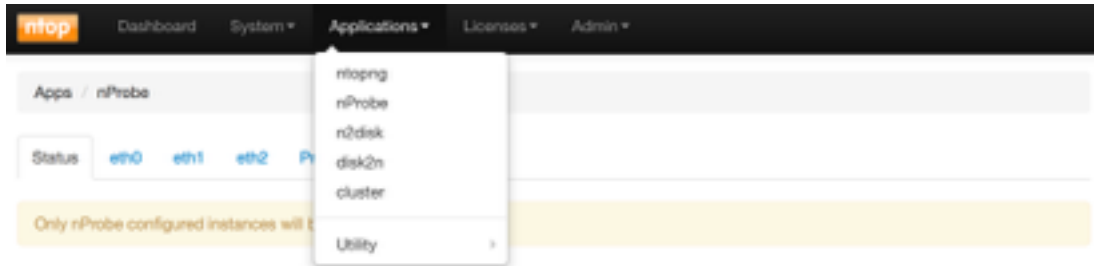 ntop Dashboard System Applications Licenses Admin
ntopng
Apps / nProbe
nProbe
n2disk
Status eth0 eth1 eth2
disk2n
cluster
Only nProbe configured instances will
Utility